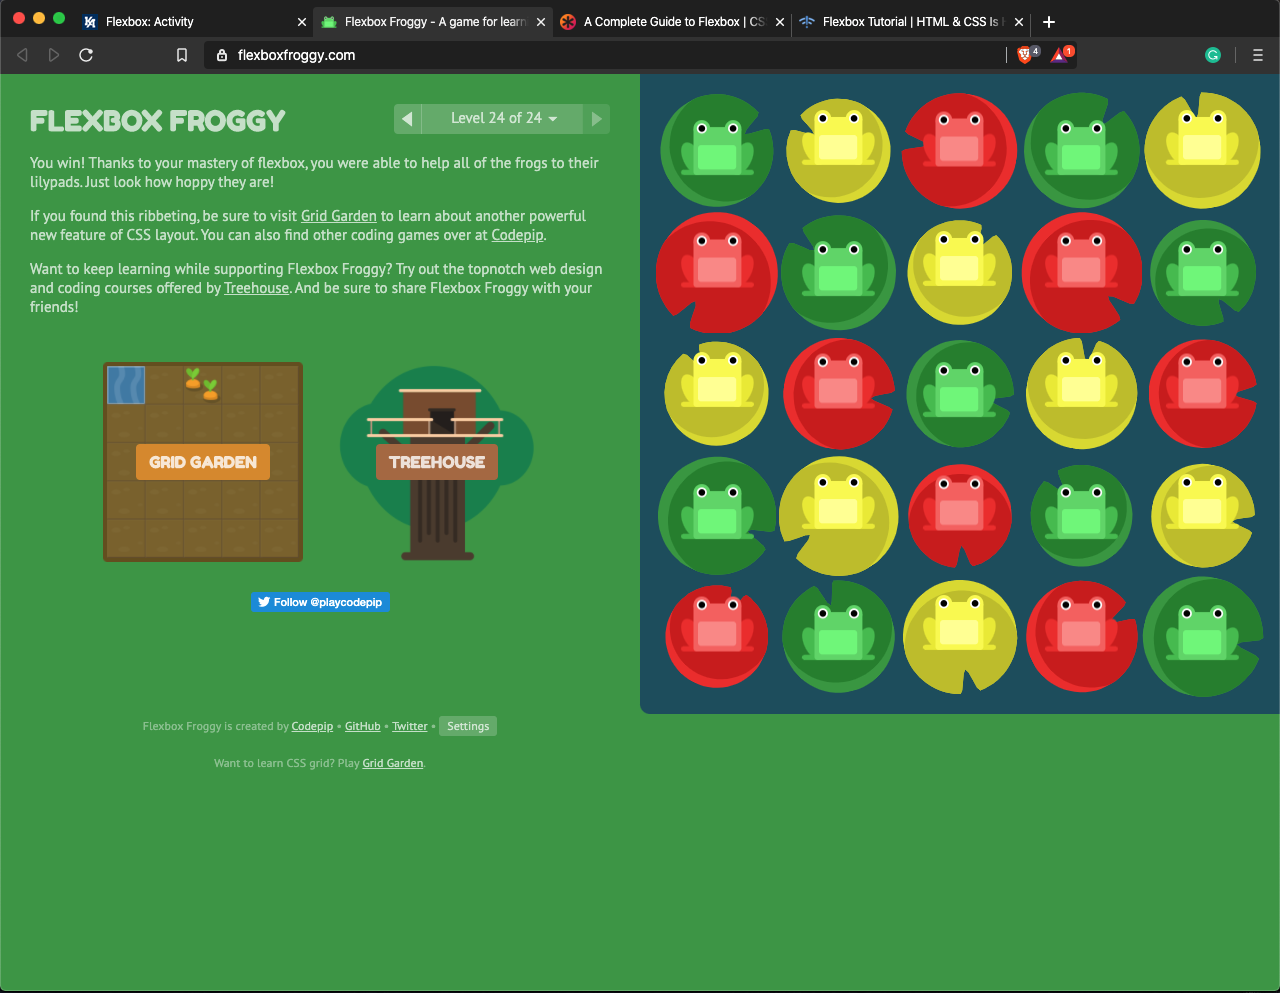 Flexbox: Activity
Flexbox Froggy - A game for learn
A Complete Guide to Flexbox | CS
Flexbox Tutorial | HTML & CSS Is
flexboxfroggy.com
4
1
FLEXBOX FROGGY
Level 24 of 24
You win! Thanks to your mastery of flexbox, you were able to help all of the frogs to their
lilypads. Just look how hoppy they are!
If you found this ribbeting, be sure to visit Grid Garden to learn about another powerful
new feature of CSS layout. You can also find other coding games over at Codepip.
Want to keep learning while supporting Flexbox Froggy? Try out the topnotch web design
and coding courses offered by Treehouse. And be sure to share Flexbox Froggy with your
friends!
GRID GARDEN
TREEHOUSE
Follow @playcodepip
Flexbox Froggy is created by Codepip • GitHub • Twitter • Settings
Want to learn CSS grid? Play Grid Garden.